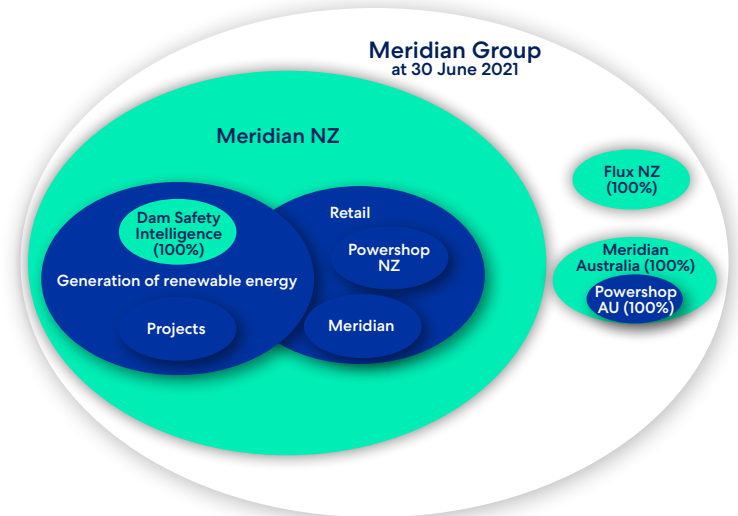 Meridian Group
at 30 June 2021
Meridian NZ
Flux NZ
(100%)
Dam Safety
Intelligence
(100%)
Retail
Powershop
NZ
Meridian
Australia (100%)
Generation of renewable energy
Powershop
AU (100%)
Projects
Meridian